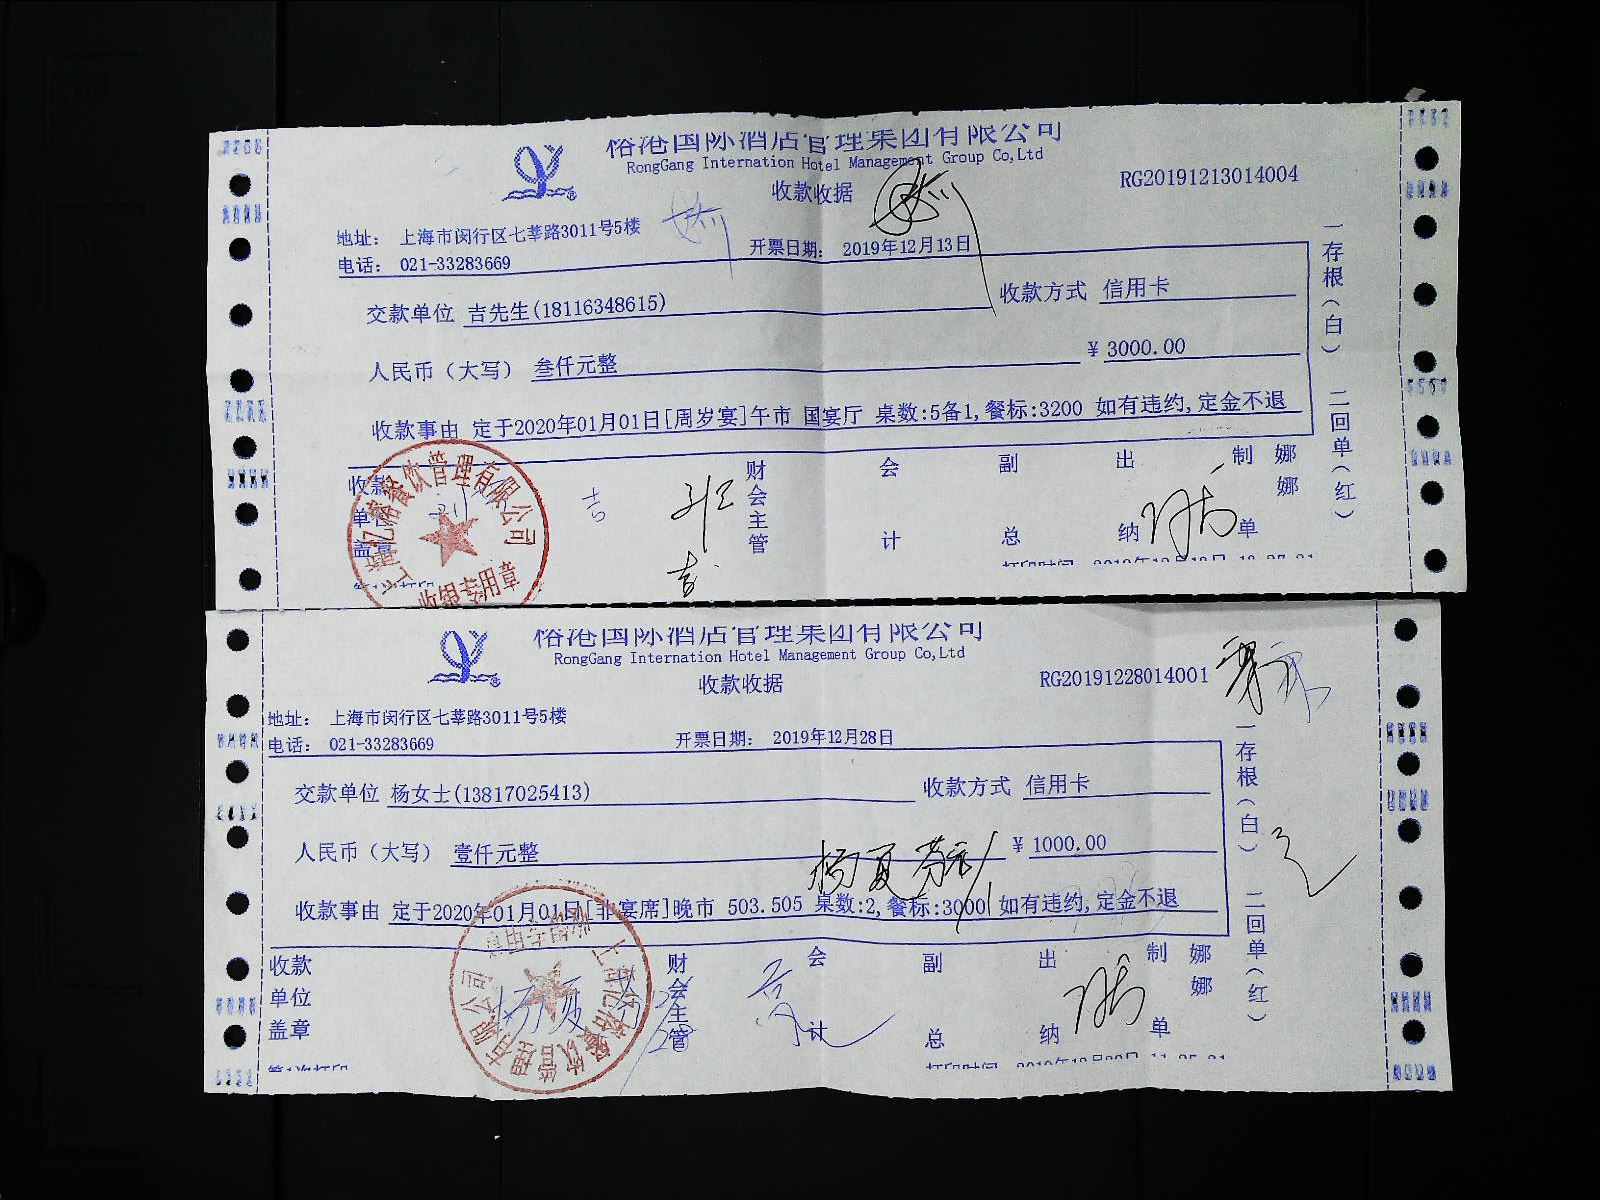 裕港国际酒店管理集团有限公司
RongGang Internation Hotel Management Group Co,Ltd
收款收据
RG20191213014004
地址： 上海市闵行区七莘路3011号5楼
电话： 021-33283669
开票日期： 2019年12月13日
交款单位 吉先生(18116348615)
收款方式 信用卡
人民币（大写） 叁仟元整
¥ 3000.00
收款事由 定于2020年01月01日[周岁宴]午市 国宴厅 桌数:5备1,餐标:3200 如有违约,定金不退
收款单位盖章
财会主管
会计
副总
出纳
制单
娜娜
一存根（白） 二回单（红）
收银专用章
裕港国际酒店管理集团有限公司
RongGang Internation Hotel Management Group Co,Ltd
收款收据
RG20191228014001
地址： 上海市闵行区七莘路3011号5楼
电话： 021-33283669
开票日期： 2019年12月28日
交款单位 杨女士(13817025413)
收款方式 信用卡
人民币（大写） 壹仟元整
¥ 1000.00
收款事由 定于2020年01月01日[非宴席]晚市 503.505 桌数:2,餐标:3000 如有违约,定金不退
收款
单位
盖章
财会主管
会计
副总
出纳
制单
娜娜
一存根（白） 二回单（红）